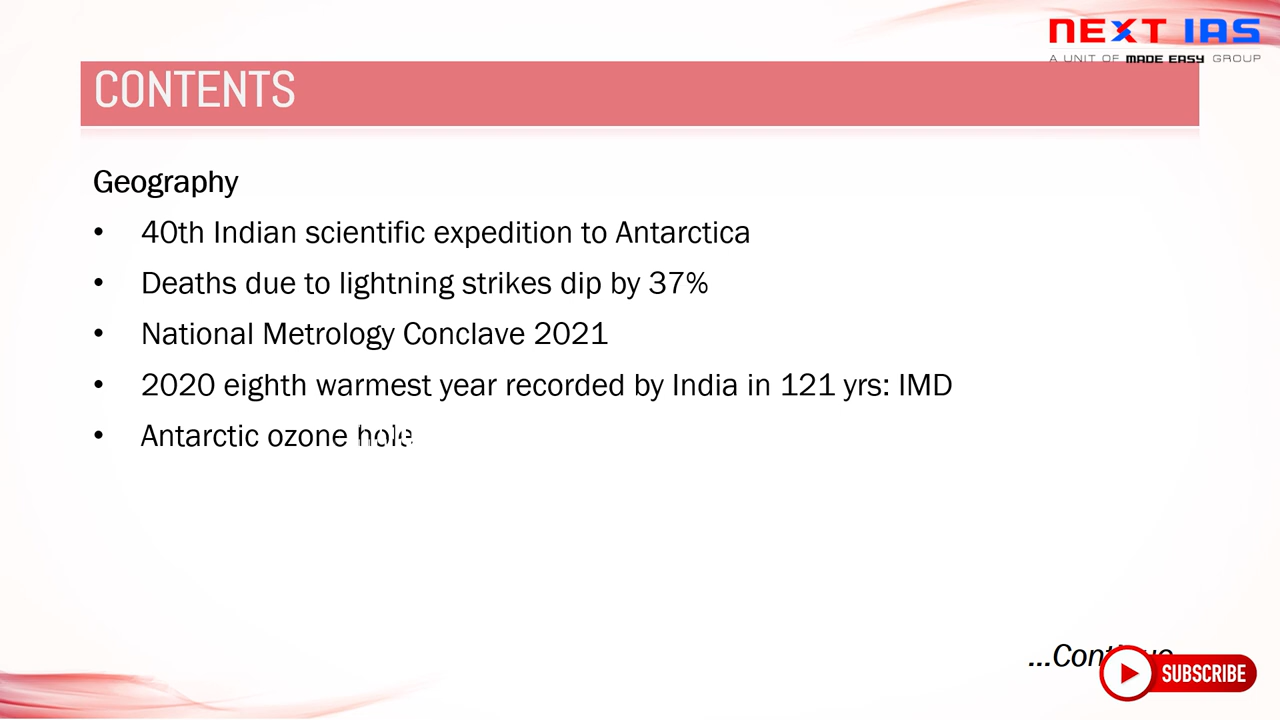 NEXT IAS
A UNIT OF MADE EASY GROUP
CONTENTS
Geography
• 40th Indian scientific expedition to Antarctica
• Deaths due to lightning strikes dip by 37%
• National Metrology Conclave 2021
• 2020 eighth warmest year recorded by India in 121 yrs: IMD
• Antarctic ozone hole
SUBSCRIBE